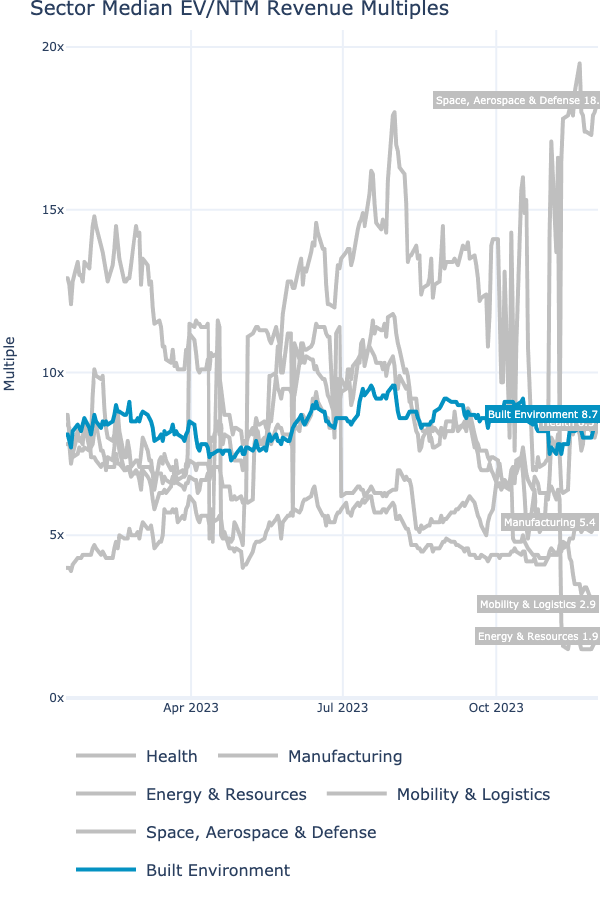 Sector Median EV/NTM Revenue Multiples
20x
Space, Aerospace & Defense 18.
15x
Multiple
10x
Built Environment 8.7
Manufacturing 5.4
5x
Mobility & Logistics 2.9
Energy & Resources 1.9
0x
Apr 2023 Jul 2023 Oct 2023
Health Manufacturing
Energy & Resources Mobility & Logistics
Space, Aerospace & Defense
Built Environment